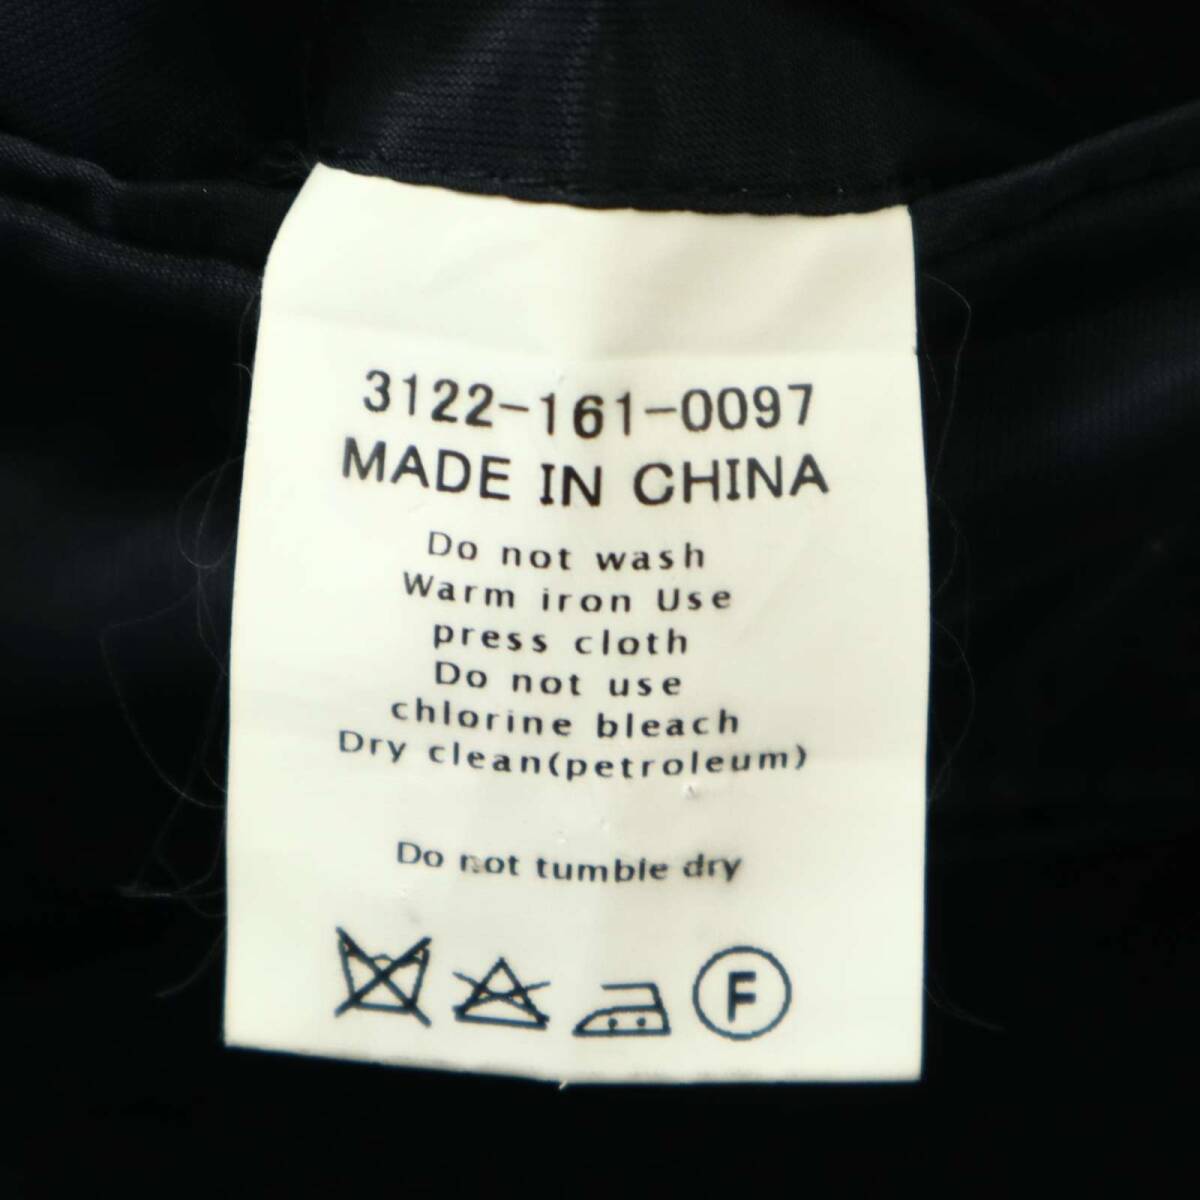 3122-161-0097
MADE IN CHINA
Do not wash
Warm iron Use
press cloth
Do not use
chlorine bleach
Dry clean(petroleum)
Do not tumble dry
F